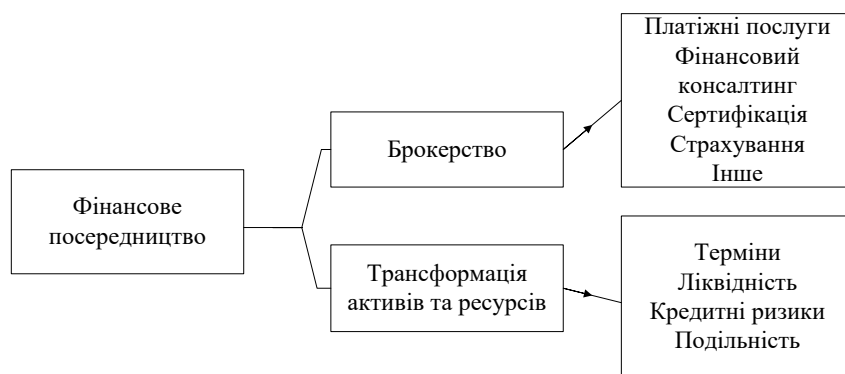 Фінансове
посередництво
Брокерство
Платіжні послуги
Фінансовий
консалтинг
Сертифікація
Страхування
Інше
Трансформація
активів та ресурсів
Терміни
Ліквідність
Кредитні ризики
Подільність